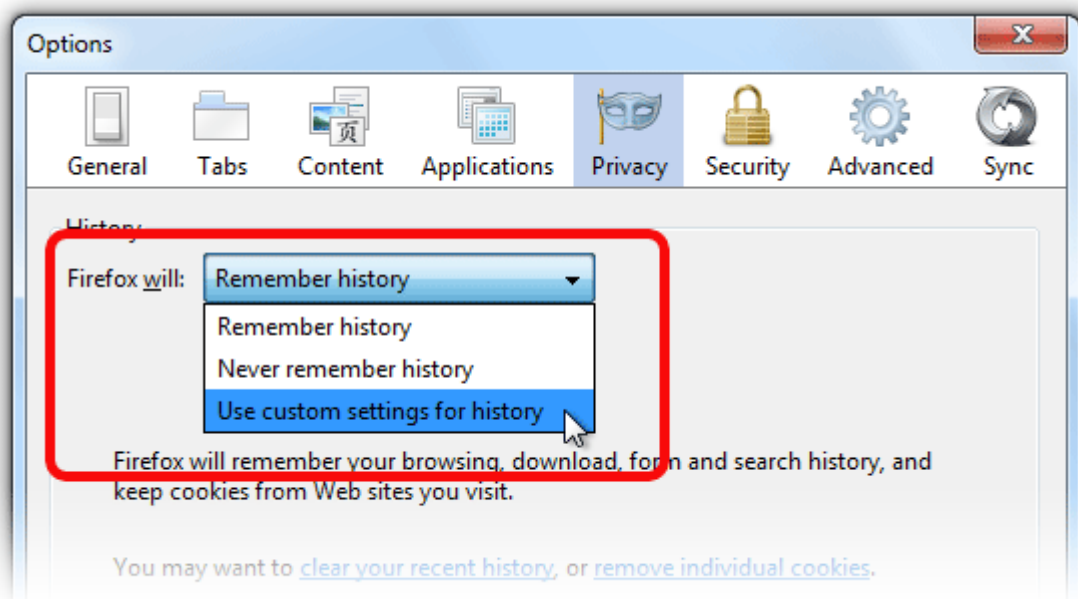 Options
General Tabs Content Applications Privacy Security Advanced Sync
页
History
Firefox will: Remember history
Remember history
Never remember history
Use custom settings for history
Firefox will remember your browsing, download, form and search history, and
keep cookies from Web sites you visit.
You may want to clear your recent history, or remove individual cookies.